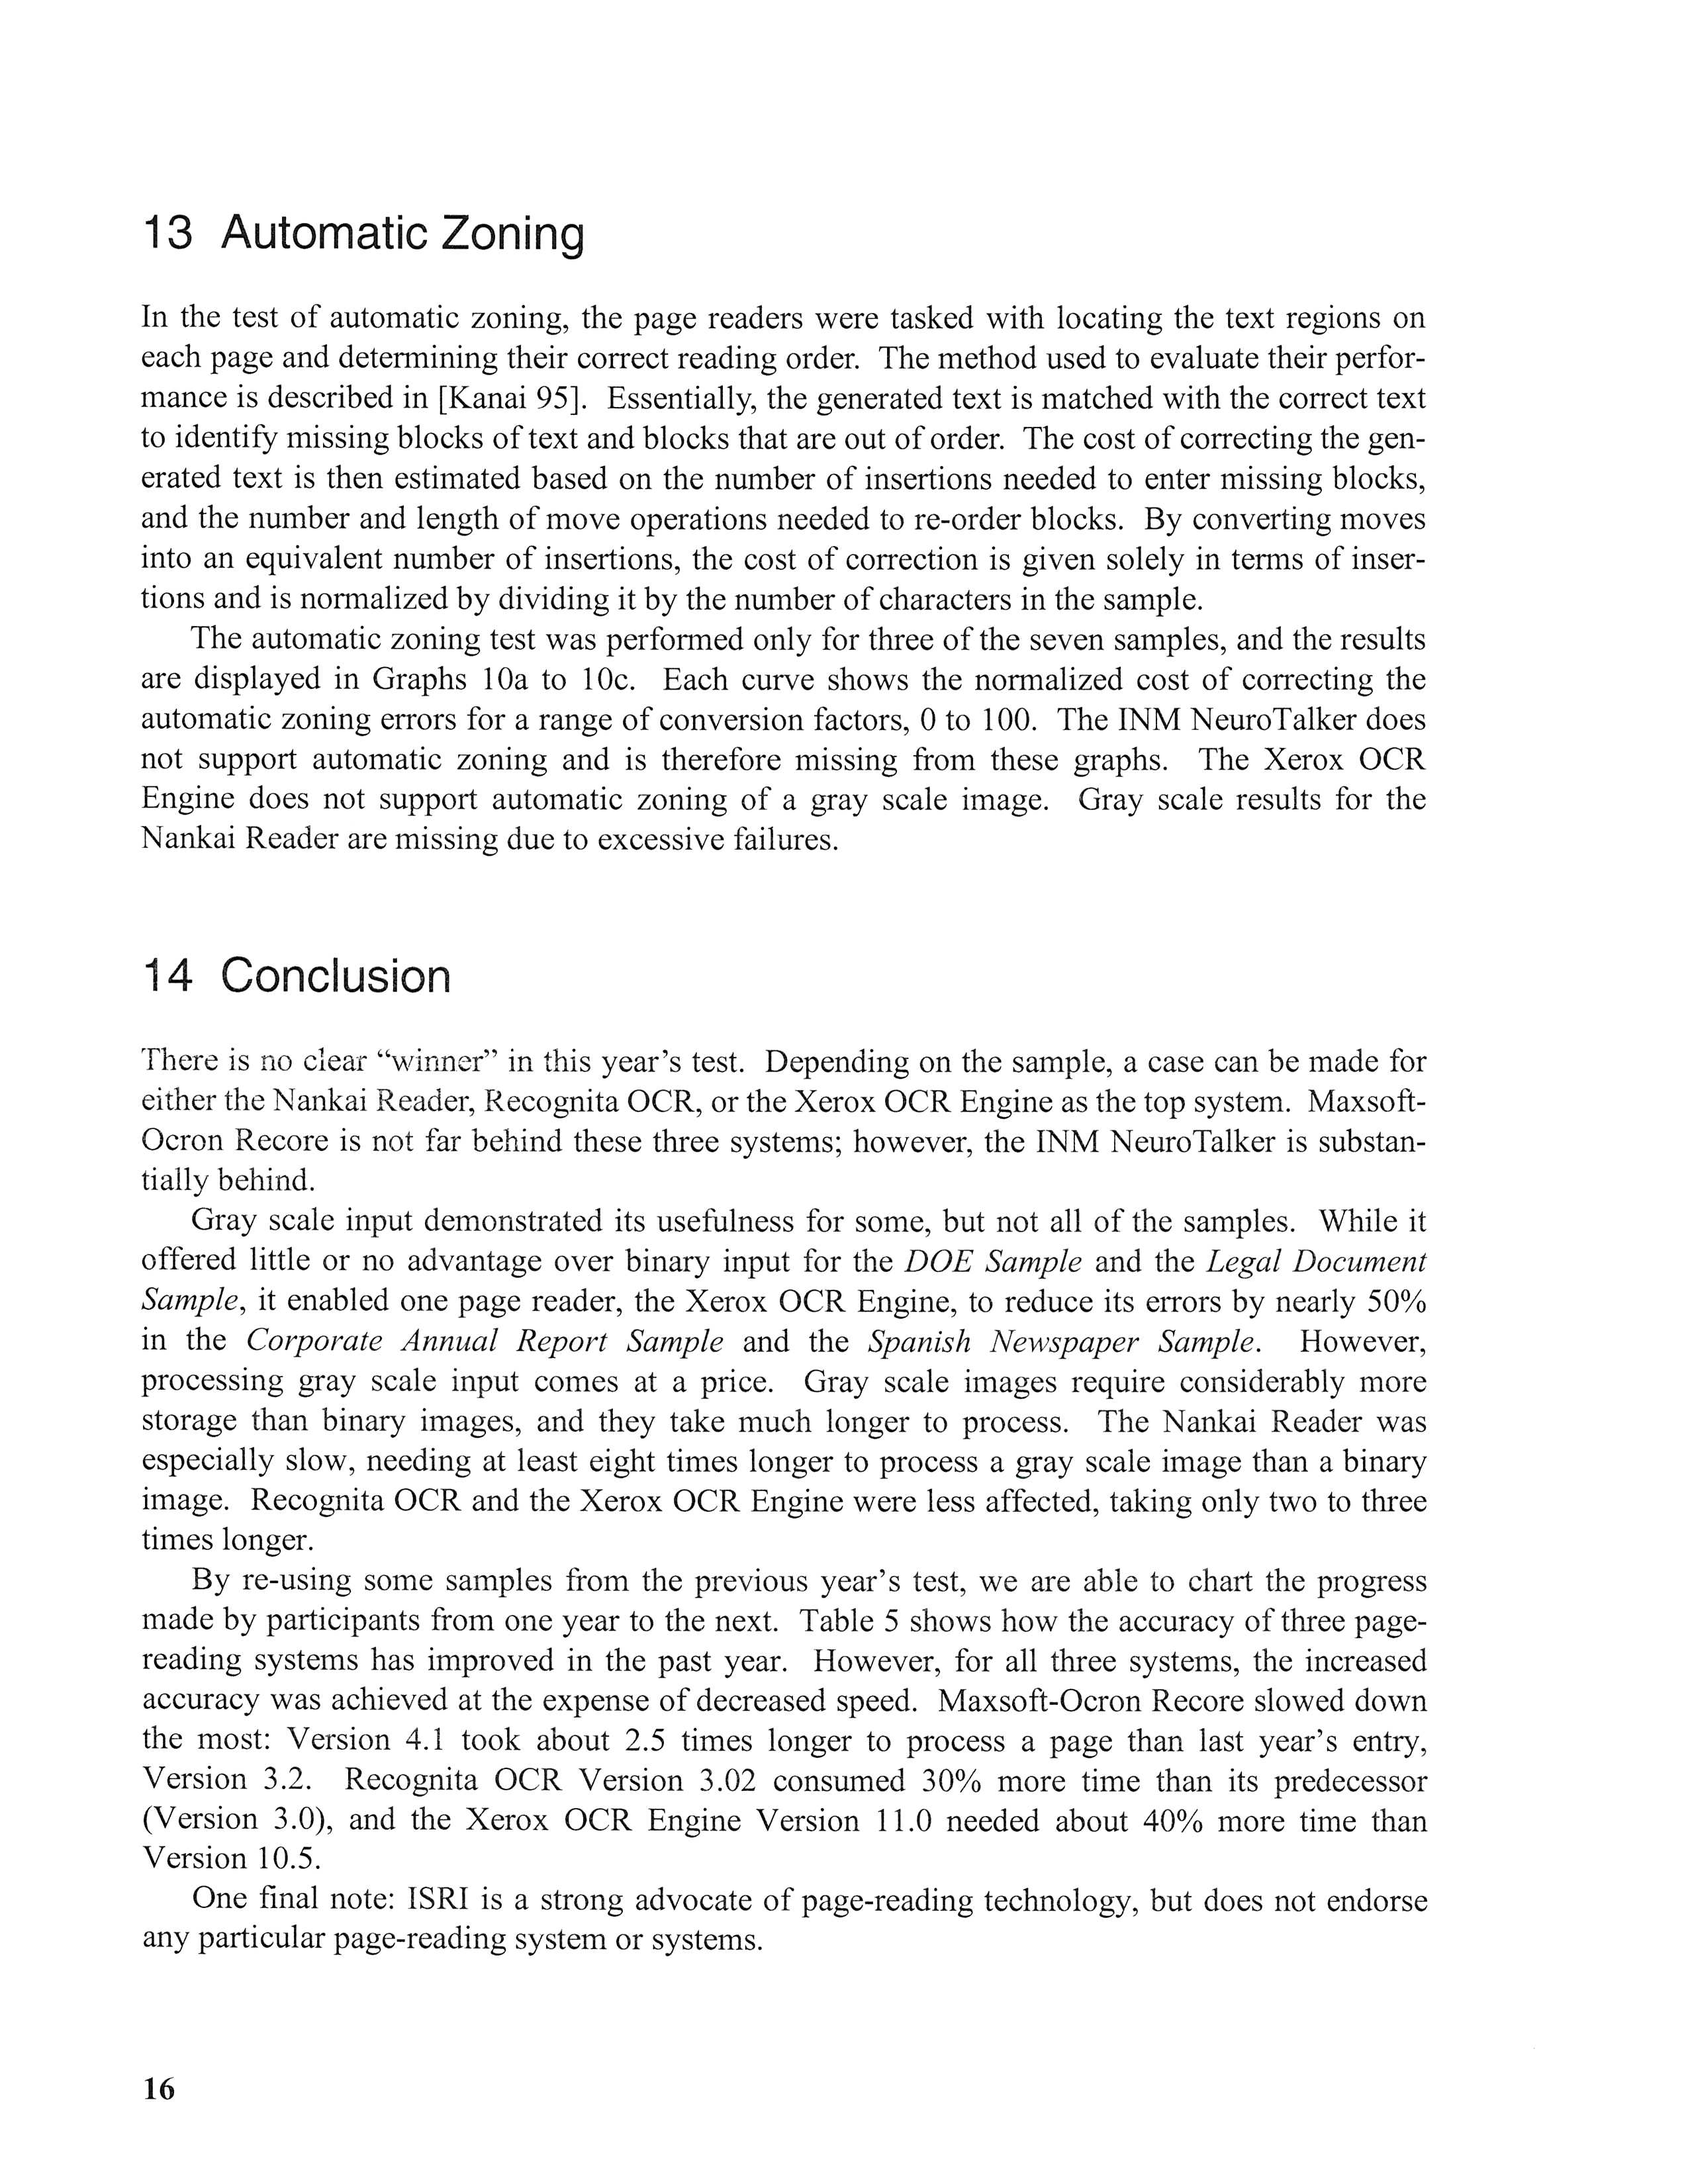 13 Automatic Zoning
In the test of automatic zoning, the page readers were tasked with locating the text regions on
each page and determining their correct reading order. The method used to evaluate their perfor-
mance is described in [Kanai 95]. Essentially, the generated text is matched with the correct text
to identify missing blocks of text and blocks that are out of order. The cost of correcting the gen-
erated text is then estimated based on the number of insertions needed to enter missing blocks,
and the number and length of move operations needed to re-order blocks. By converting moves
into an equivalent number of insertions, the cost of correction is given solely in terms of inser-
tions and is normalized by dividing it by the number of characters in the sample.
The automatic zoning test was performed only for three of the seven samples, and the results
are displayed in Graphs 10a to 10c. Each curve shows the normalized cost of correcting the
automatic zoning errors for a range of conversion factors, 0 to 100. The INM NeuroTalker does
not support automatic zoning and is therefore missing from these graphs. The Xerox OCR
Engine does not support automatic zoning of a gray scale image. Gray scale results for the
Nankai Reader are missing due to excessive failures.
14 Conclusion
There is no clear “winner” in this year’s test. Depending on the sample, a case can be made for
either the Nankai Reader, Recognita OCR, or the Xerox OCR Engine as the top system. Maxsoft-
Ocron Recore is not far behind these three systems; however, the INM NeuroTalker is substan-
tially behind.
Gray scale input demonstrated its usefulness for some, but not all of the samples. While it
offered little or no advantage over binary input for the DOE Sample and the Legal Document
Sample, it enabled one page reader, the Xerox OCR Engine, to reduce its errors by nearly 50%
in the Corporate Annual Report Sample and the Spanish Newspaper Sample. However,
processing gray scale input comes at a price. Gray scale images require considerably more
storage than binary images, and they take much longer to process. The Nankai Reader was
especially slow, needing at least eight times longer to process a gray scale image than a binary
image. Recognita OCR and the Xerox OCR Engine were less affected, taking only two to three
times longer.
By re-using some samples from the previous year’s test, we are able to chart the progress
made by participants from one year to the next. Table 5 shows how the accuracy of three page-
reading systems has improved in the past year. However, for all three systems, the increased
accuracy was achieved at the expense of decreased speed. Maxsoft-Ocron Recore slowed down
the most: Version 4.1 took about 2.5 times longer to process a page than last year’s entry,
Version 3.2. Recognita OCR Version 3.02 consumed 30% more time than its predecessor
(Version 3.0), and the Xerox OCR Engine Version 11.0 needed about 40% more time than
Version 10.5.
One final note: ISRI is a strong advocate of page-reading technology, but does not endorse
any particular page-reading system or systems.
16